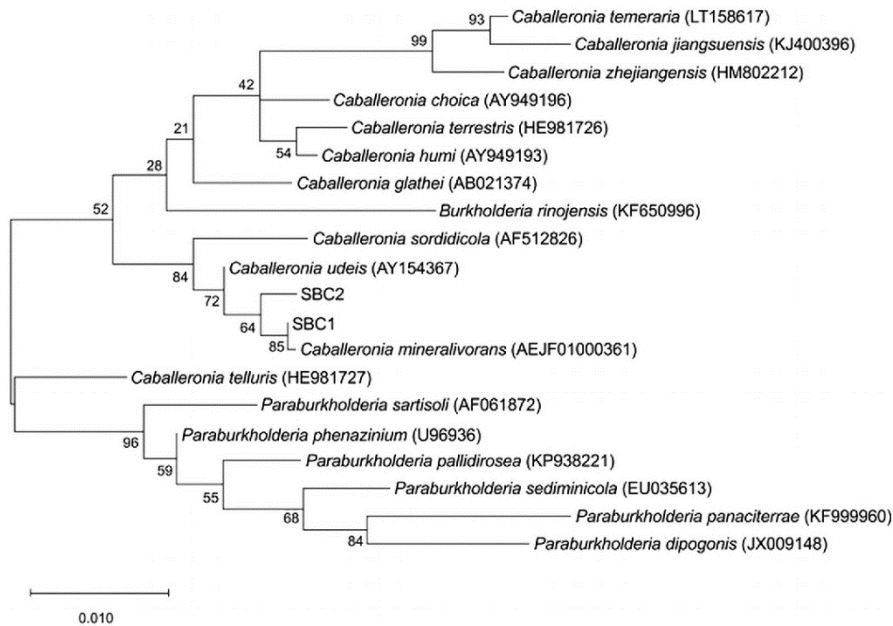 93
Caballeronia temeraria (LT158617)
99
Caballeronia jiangsuensis (KJ400396)
Caballeronia zhejiangensis (HM802212)
42
Caballeronia choica (AY949196)
21
Caballeronia terrestris (HE981726)
54
Caballeronia humi (AY949193)
28
Caballeronia glathei (AB021374)
52
Burkholderia rinojensis (KF650996)
Caballeronia sordidicola (AF512826)
84
Caballeronia udeis (AY154367)
72
SBC2
64
SBC1
85
Caballeronia mineralivorans (AEJF01000361)
Caballeronia telluris (HE981727)
Paraburkholderia sartisoli (AF061872)
96
Paraburkholderia phenazinium (U96936)
59
Paraburkholderia pallidirosea (KP938221)
55
Paraburkholderia sediminicola (EU035613)
68
Paraburkholderia panaciterrae (KF999960)
84
Paraburkholderia dipogonis (JX009148)
0.010